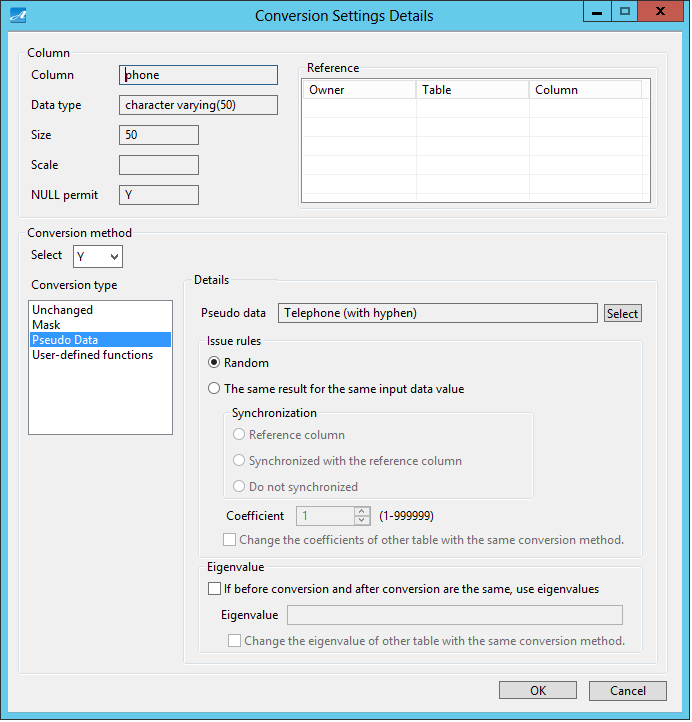 Conversion Settings Details
Column
Column phone
Data type character varying(50)
Size 50
Scale
NULL permit Y
Reference
Owner Table Column
Conversion method
Select Y
Conversion type
Unchanged
Mask
Pseudo Data
User-defined functions
Details
Pseudo data Telephone (with hyphen) Select
Issue rules
Random
The same result for the same input data value
Synchronization
Reference column
Synchronized with the reference column
Do not synchronized
Coefficient 1 (1-999999)
Change the coefficients of other table with the same conversion method.
Eigenvalue
If before conversion and after conversion are the same, use eigenvalues
Eigenvalue
Change the eigenvalue of other table with the same conversion method.
OK Cancel